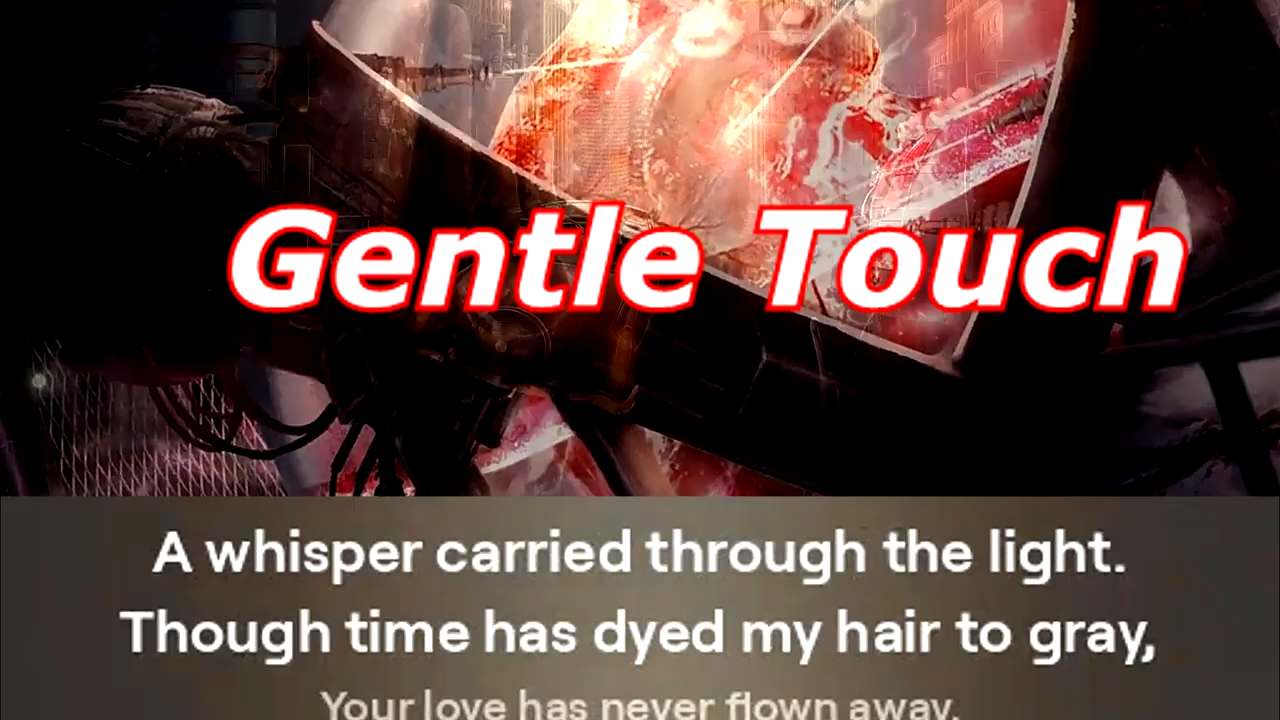 Gentle Touch
A whisper carried through the light.
Though time has dyed my hair to gray,
Your love has never flown away.